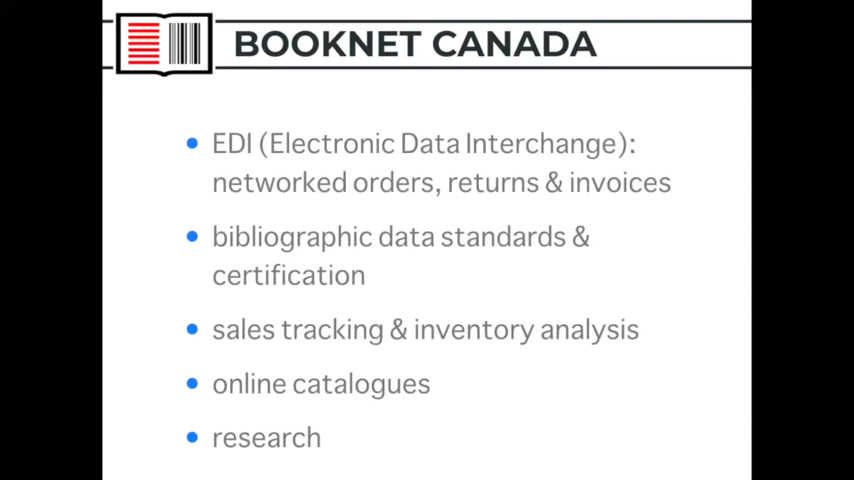 BOOKNET CANADA
• EDI (Electronic Data Interchange):
networked orders, returns & invoices
• bibliographic data standards &
certification
• sales tracking & inventory analysis
• online catalogues
• research